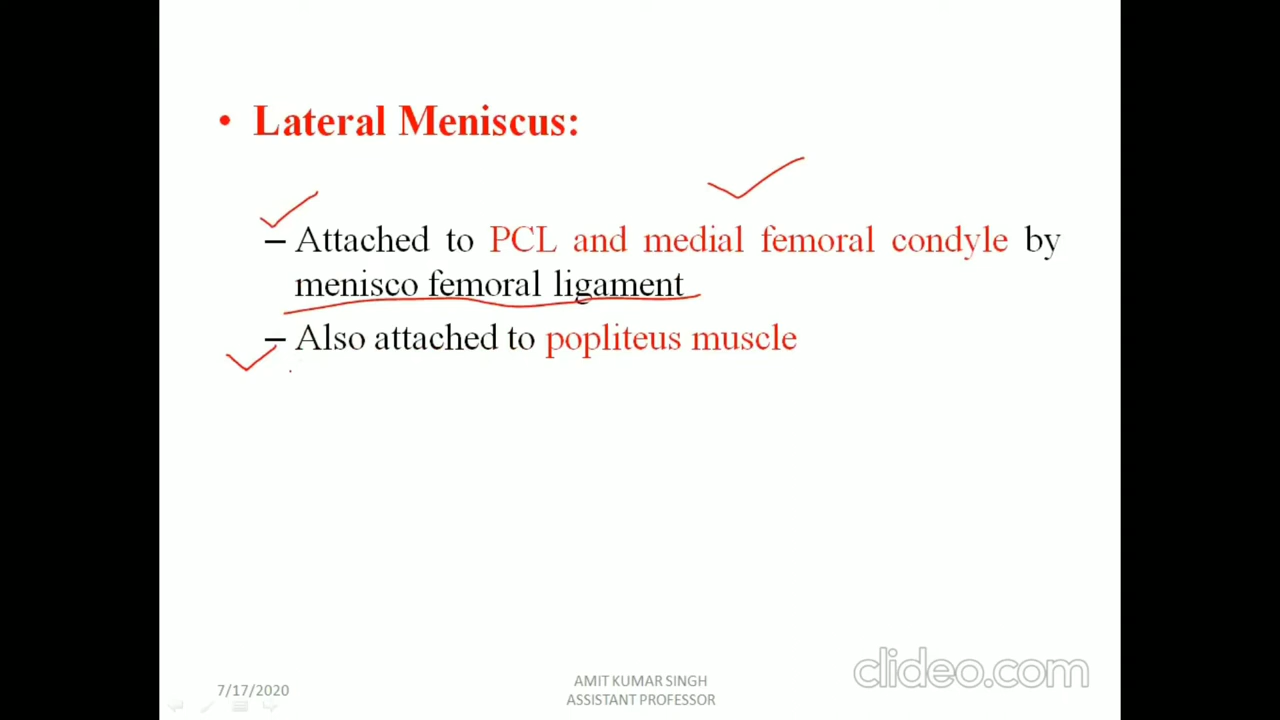 • Lateral Meniscus:
– Attached to PCL and medial femoral condyle by
menisco femoral ligament
– Also attached to popliteus muscle
7/17/2020
AMIT KUMAR SINGH
ASSISTANT PROFESSOR
clideo.com